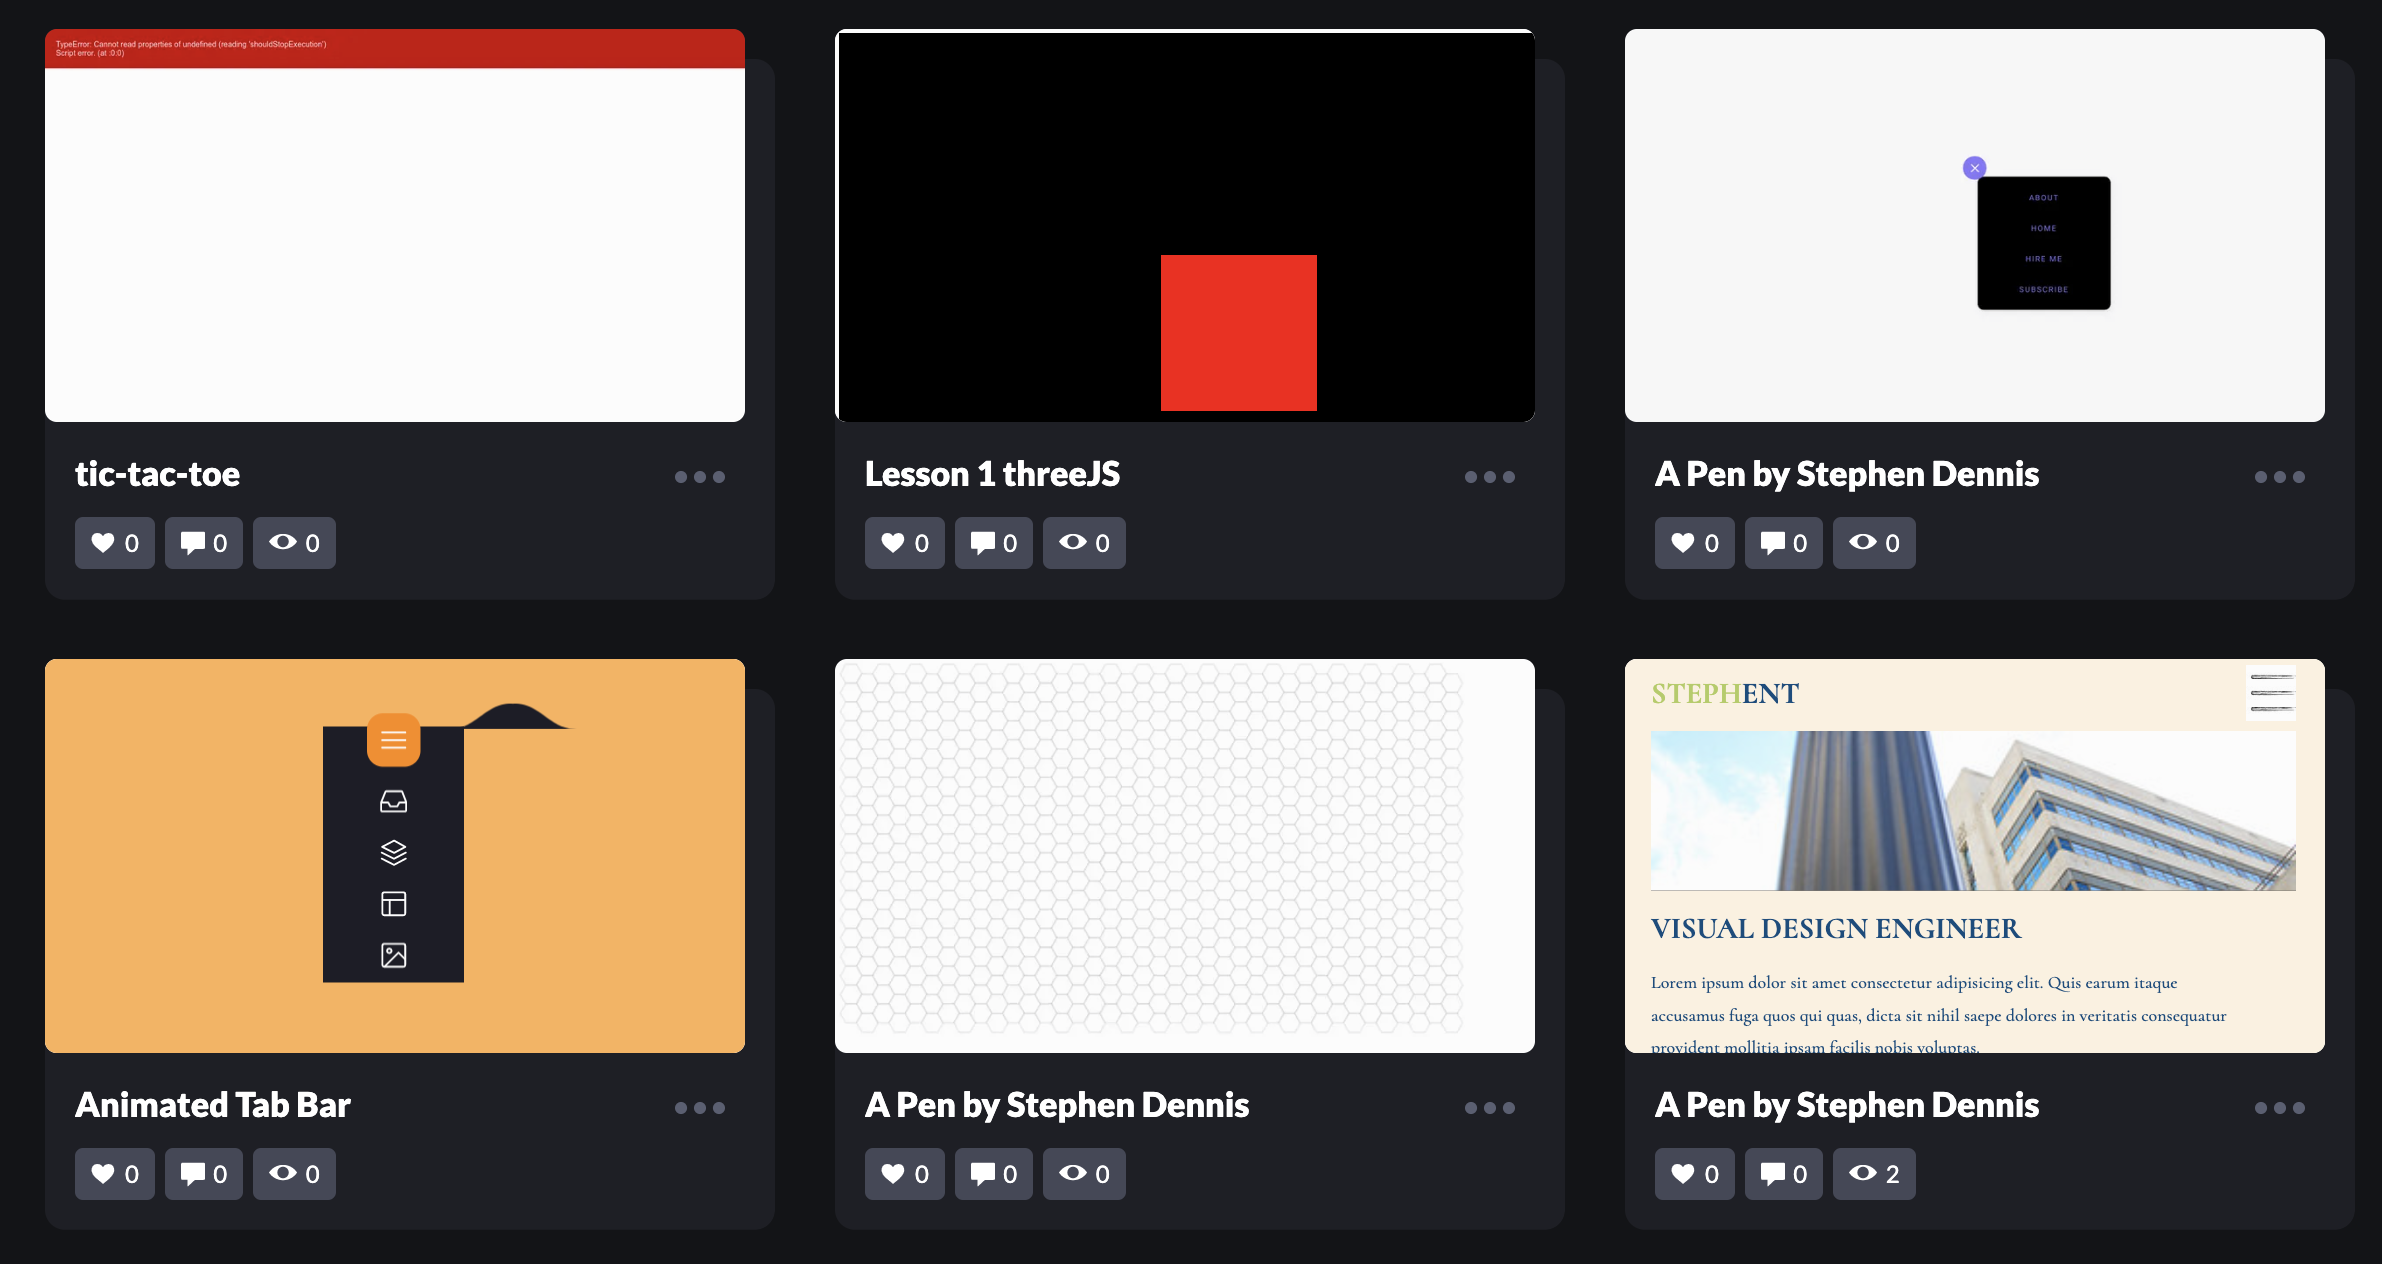 TypeError: Cannot read properties of undefined (reading 'shouldStopExecution')
Script error. (at :0:0)
ABOUT
HOME
HIRE ME
SUBSCRIBE
tic-tac-toe
0 0 0
Lesson 1 threeJS
0 0 0
A Pen by Stephen Dennis
0 0 0
STEPHENT
VISUAL DESIGN ENGINEER
Lorem ipsum dolor sit amet consectetur adipisicing elit. Quis earum itaque
accusamus fuga quos qui quas, dicta sit nihil saepe dolores in veritatis consequatur
provident mollitia ipsam facilis nobis voluptas.
Animated Tab Bar
0 0 0
A Pen by Stephen Dennis
0 0 0
A Pen by Stephen Dennis
0 0 2